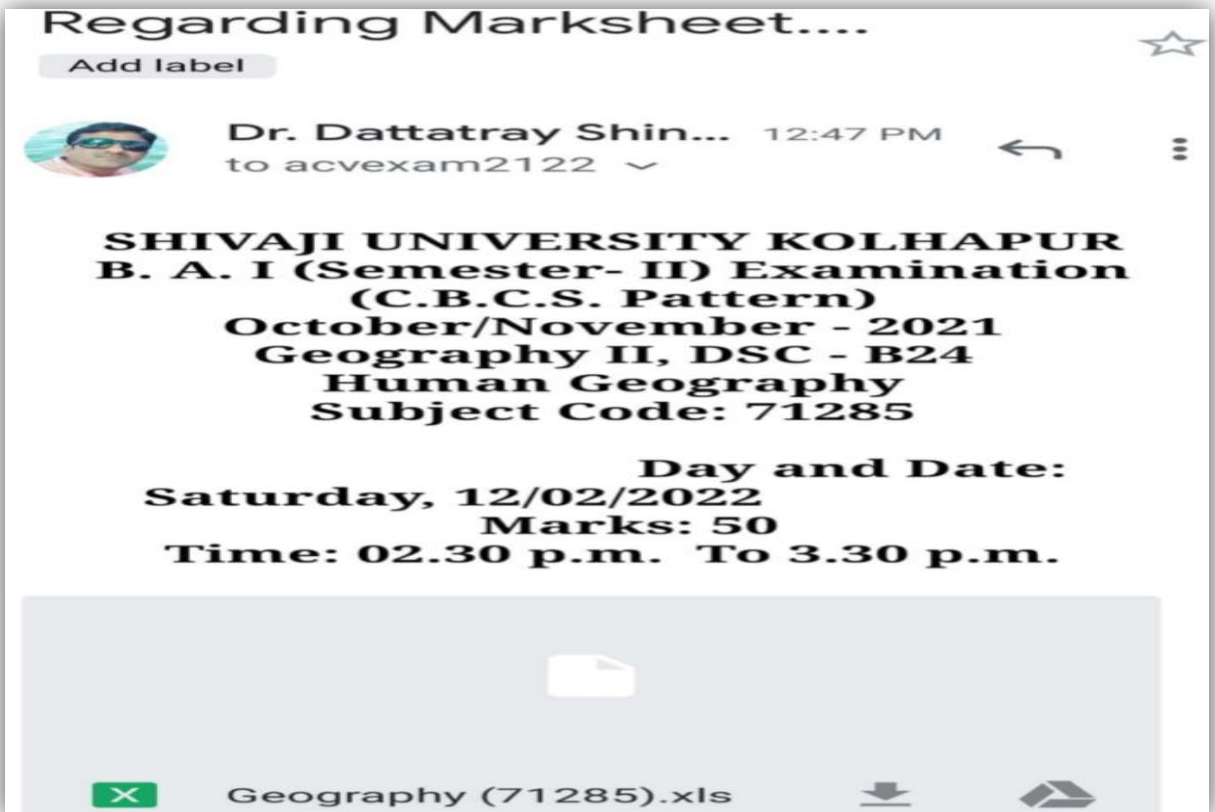 Regarding Marksheet....
Add label
Dr. Dattatray Shin... 12:47 PM
to acvexam2122
SHIVAJI UNIVERSITY KOLHAPUR
B. A. I (Semester- II) Examination
(C.B.C.S. Pattern)
October/November - 2021
Geography II, DSC - B24
Human Geography
Subject Code: 71285
Day and Date:
Saturday, 12/02/2022
Marks: 50
Time: 02.30 p.m. To 3.30 p.m.
X Geography (71285).xls